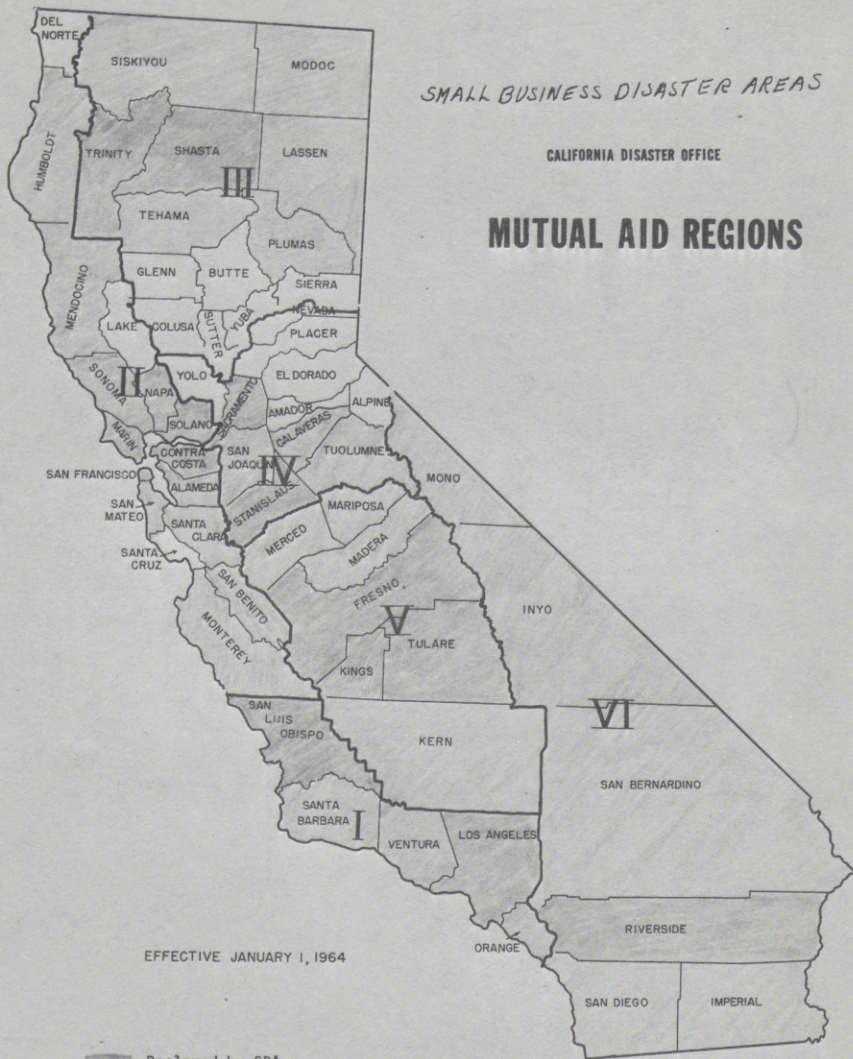 SMALL BUSINESS DISASTER AREAS
CALIFORNIA DISASTER OFFICE
MUTUAL AID REGIONS
DEL
NORTE
SISKIYOU
MODOC
HUMBOLDT
TRINITY
SHASTA
LASSEN
III
TEHAMA
PLUMAS
MENDOCINO
GLENN
BUTTE
SIERRA
LAKE
COLUSA
SUTTER
YUBA
NEVADA
PLACER
SONOMA
II
NAPA
YOLO
SACRAMENTO
EL DORADO
AMADOR
ALPINE
SOLANO
CALAVERAS
MARIN
CONTRA
COSTA
SAN
JOAQUIN
IV
TUOLUMNE
MONO
SAN FRANCISCO
ALAMEDA
STANISLAUS
SAN
MATEO
SANTA
CLARA
MARIPOSA
MERCED
MADERA
SANTA
CRUZ
SAN BENITO
FRESNO
INYO
MONTEREY
V
TULARE
KINGS
SAN
LUIS
OBISPO
KERN
VI
SAN BERNARDINO
SANTA
BARBARA
I
VENTURA
LOS ANGELES
ORANGE
RIVERSIDE
EFFECTIVE JANUARY 1, 1964
SAN DIEGO
IMPERIAL